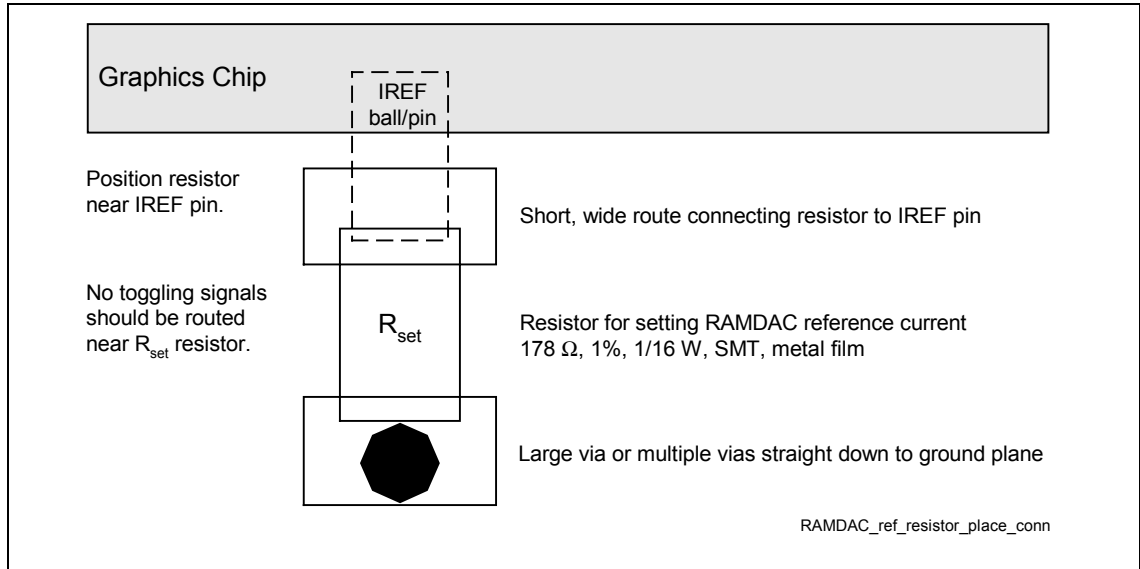 Graphics Chip
IREF
ball/pin
Position resistor
near IREF pin.
Short, wide route connecting resistor to IREF pin
No toggling signals
should be routed
near Rset resistor.
Rset
Resistor for setting RAMDAC reference current
178 Ω, 1%, 1/16 W, SMT, metal film
Large via or multiple vias straight down to ground plane
RAMDAC_ref_resistor_place_conn